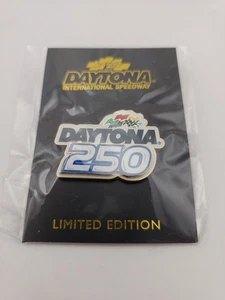 DAYTONA
INTERNATIONAL SPEEDWAY
DAYTONA
250
LIMITED EDITION